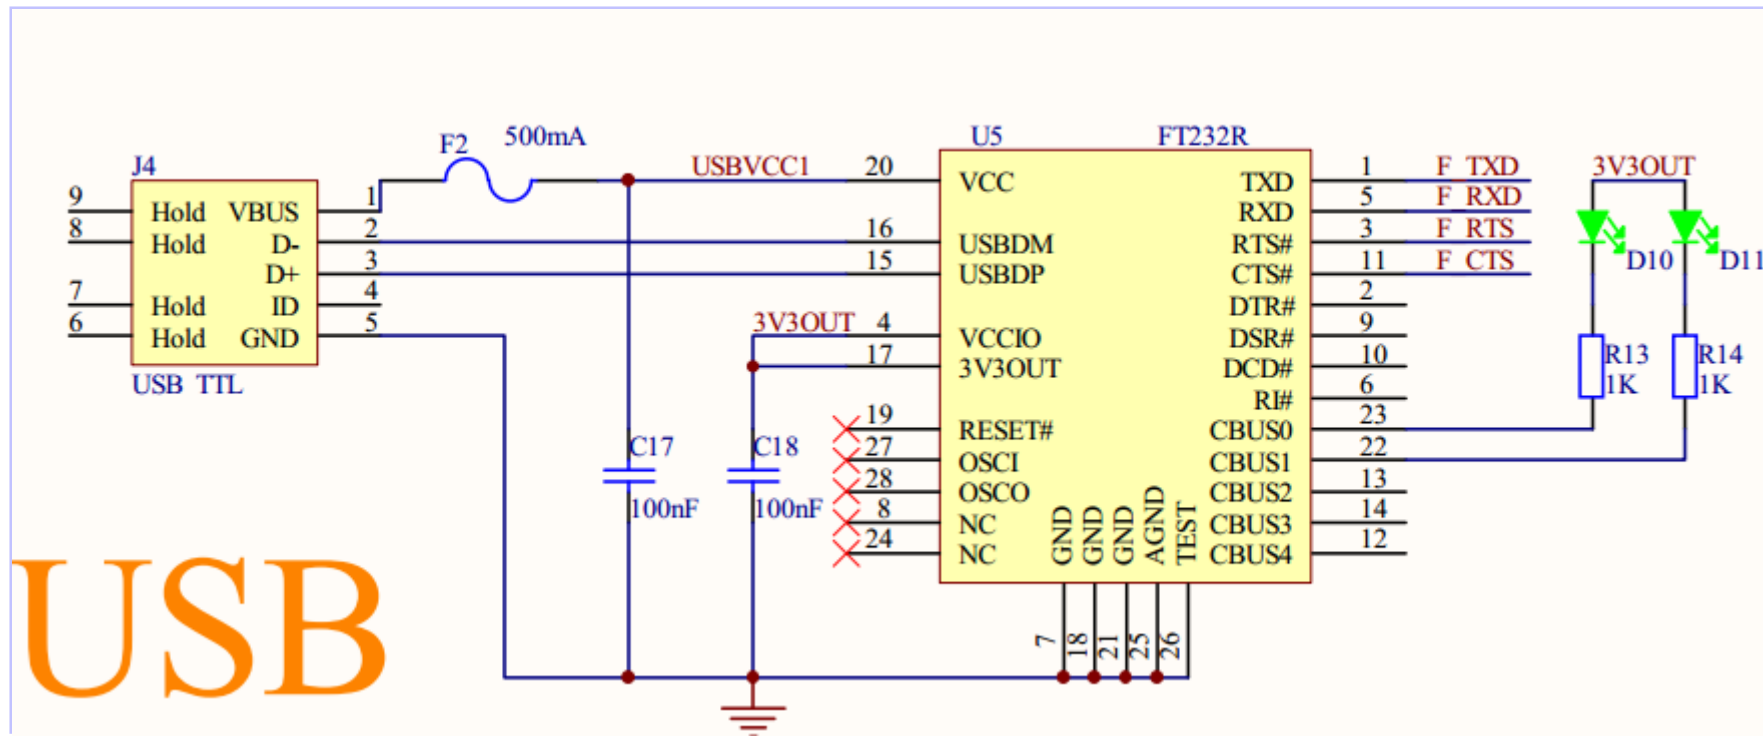 J4
9 Hold VBUS 1
8 Hold D- 2
D+ 3
7 Hold ID 4
6 Hold GND 5
USB TTL
F2 500mA
USBVCC1
3V3OUT
C17
100nF
C18
100nF
U5 FT232R
20 VCC TXD 1 F_TXD
RXD 5 F_RXD
16 USBDM RTS# 3 F_RTS
15 USBDP CTS# 11 F_CTS
DTR# 2
4 VCCIO DSR# 9
17 3V3OUT DCD# 10
RI# 6
19 RESET# CBUS0 23
27 OSCI CBUS1 22
28 OSCO CBUS2 13
8 NC CBUS3 14
24 NC CBUS4 12
GND GND GND AGND TEST
7 18 21 25 26
3V3OUT
D10 D11
R13 R14
1K 1K
USB